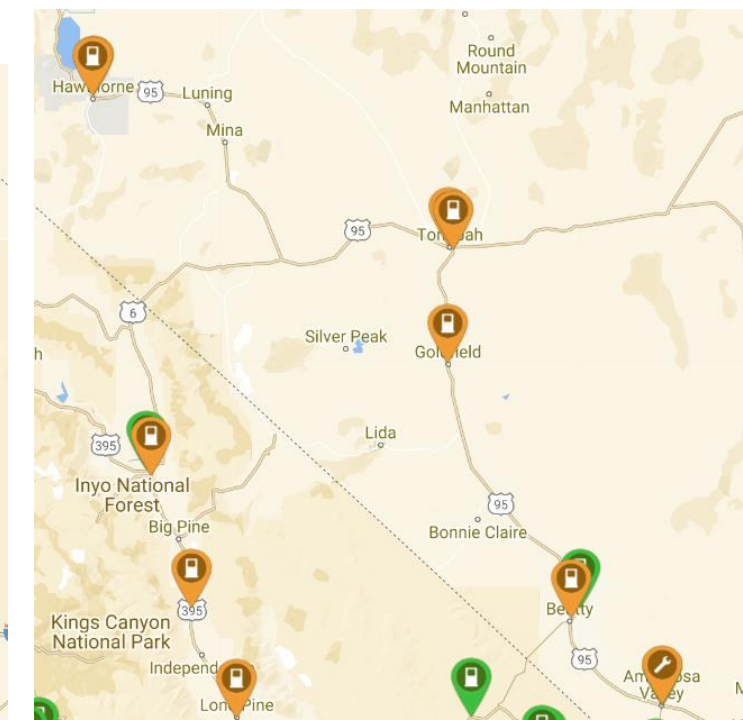 Round
Mountain
Manhattan
Hawthorne
95
Luning
Mina
95
Tonopah
6
Silver Peak
Goldfield
395
Lida
Inyo National
Forest
95
Bonnie Claire
Big Pine
395
Beatty
Kings Canyon
National Park
95
Independence
Amargosa
Valley
Lone Pine